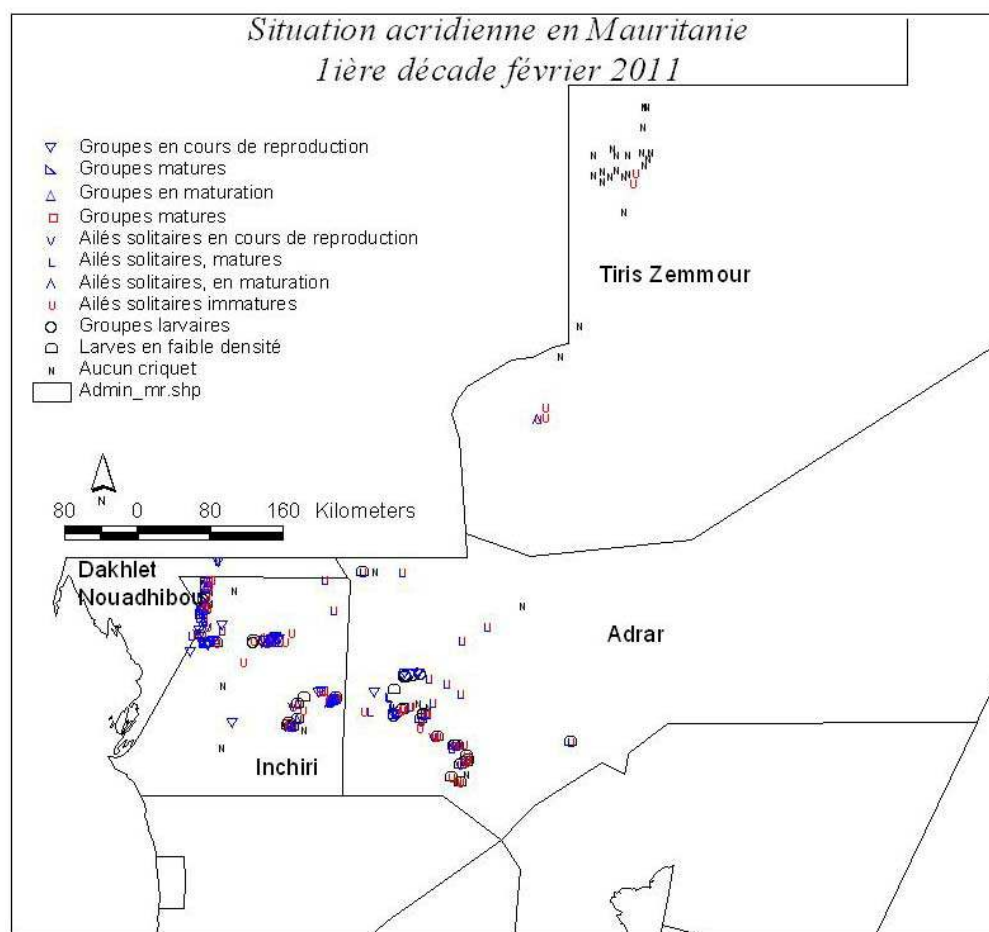 Situation acridienne en Mauritanie
1ière décade février 2011
Groupes en cours de reproduction
Groupes matures
Groupes en maturation
Groupes matures
Ailés solitaires en cours de reproduction
Ailés solitaires, matures
Ailés solitaires, en maturation
Ailés solitaires immatures
Groupes larvaires
Larves en faible densité
N Aucun criquet
Admin_mr.shp
Tiris Zemmour
N
80 0 80 160 Kilometers
Dakhlet
Nouadhibou
Adrar
Inchiri